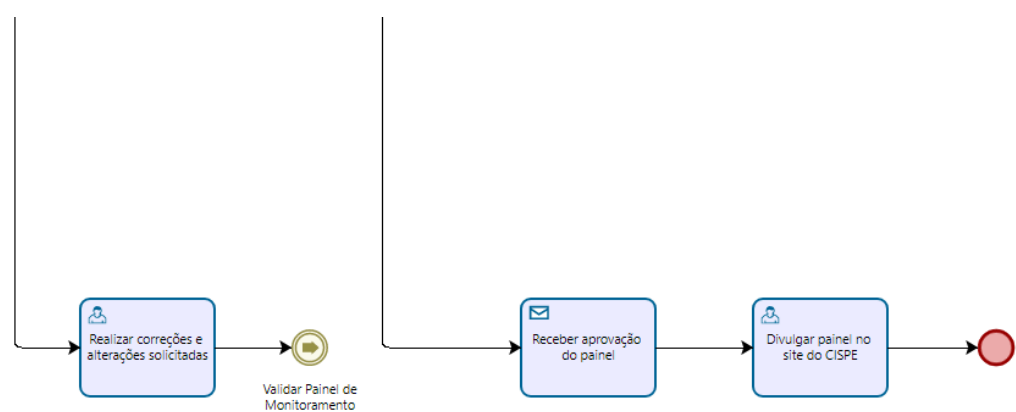 Realizar correções e
alterações solicitadas
Validar Painel de
Monitoramento
Receber aprovação
do painel
Divulgar painel no
site do CISPE